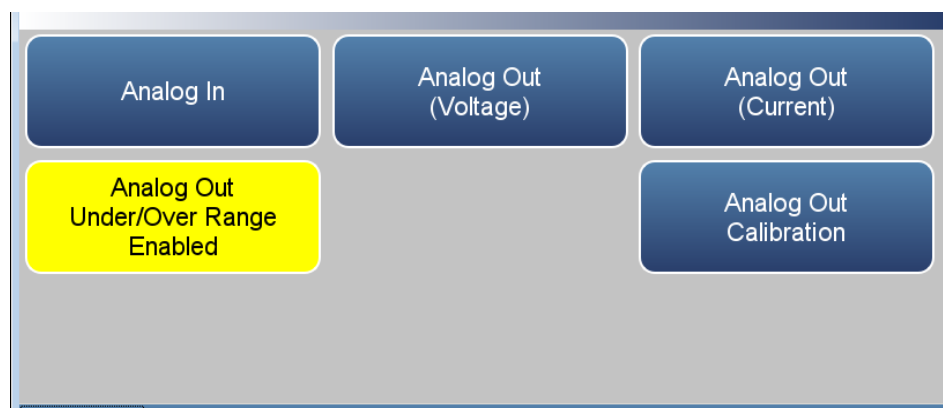 Analog In
Analog Out
(Voltage)
Analog Out
(Current)
Analog Out
Under/Over Range
Enabled
Analog Out
Calibration